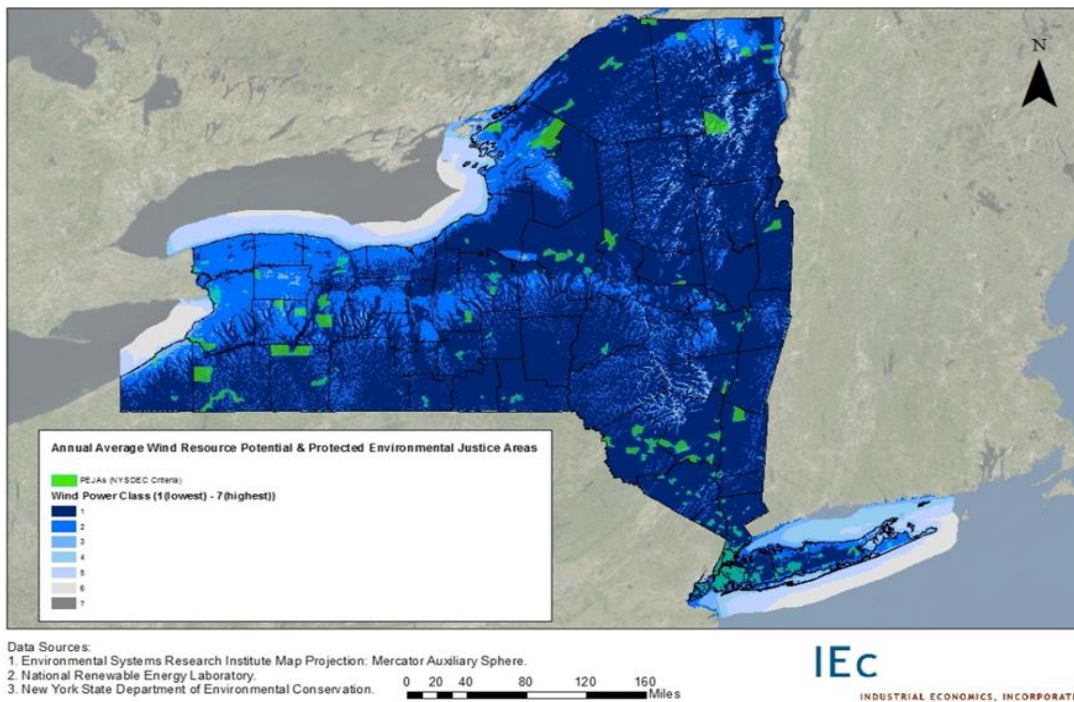 N
Annual Average Wind Resource Potential & Protected Environmental Justice Areas
PEJAs (NYSDEC Criteria)
Wind Power Class (1(lowest) - 7(highest))
1
2
3
4
5
6
7
Data Sources:
1. Environmental Systems Research Institute Map Projection: Mercator Auxiliary Sphere.
2. National Renewable Energy Laboratory.
3. New York State Department of Environmental Conservation.
0 20 40 80 120 160
Miles
IEc
INDUSTRIAL ECONOMICS, INCORPORAT